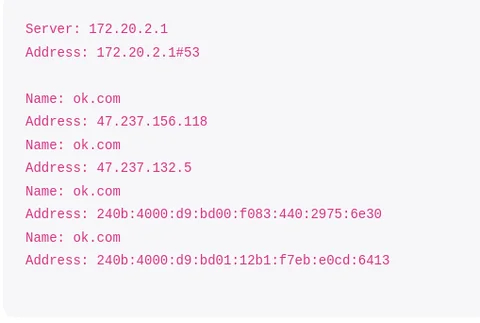 Server: 172.20.2.1
Address: 172.20.2.1#53

Name: ok.com
Address: 47.237.156.118
Name: ok.com
Address: 47.237.132.5
Name: ok.com
Address: 240b:4000:d9:bd00:f083:440:2975:6e30
Name: ok.com
Address: 240b:4000:d9:bd01:12b1:f7eb:e0cd:6413